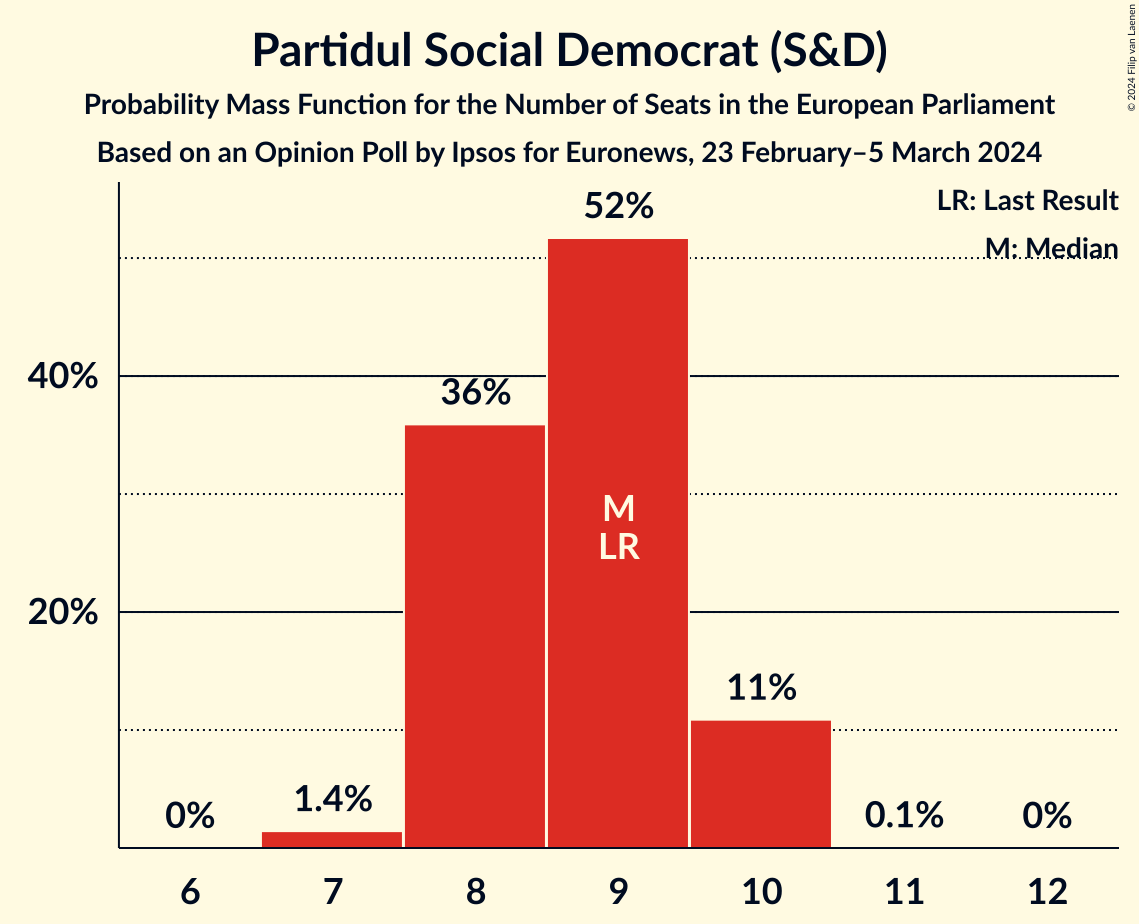 Partidul Social Democrat (S&D)
Probability Mass Function for the Number of Seats in the European Parliament
Based on an Opinion Poll by Ipsos for Euronews, 23 February–5 March 2024
© 2024 Filip van Laenen
LR: Last Result
M: Median
40%
20%
0%
1.4%
36%
52%
M
LR
11%
0.1%
0%
6 7 8 9 10 11 12